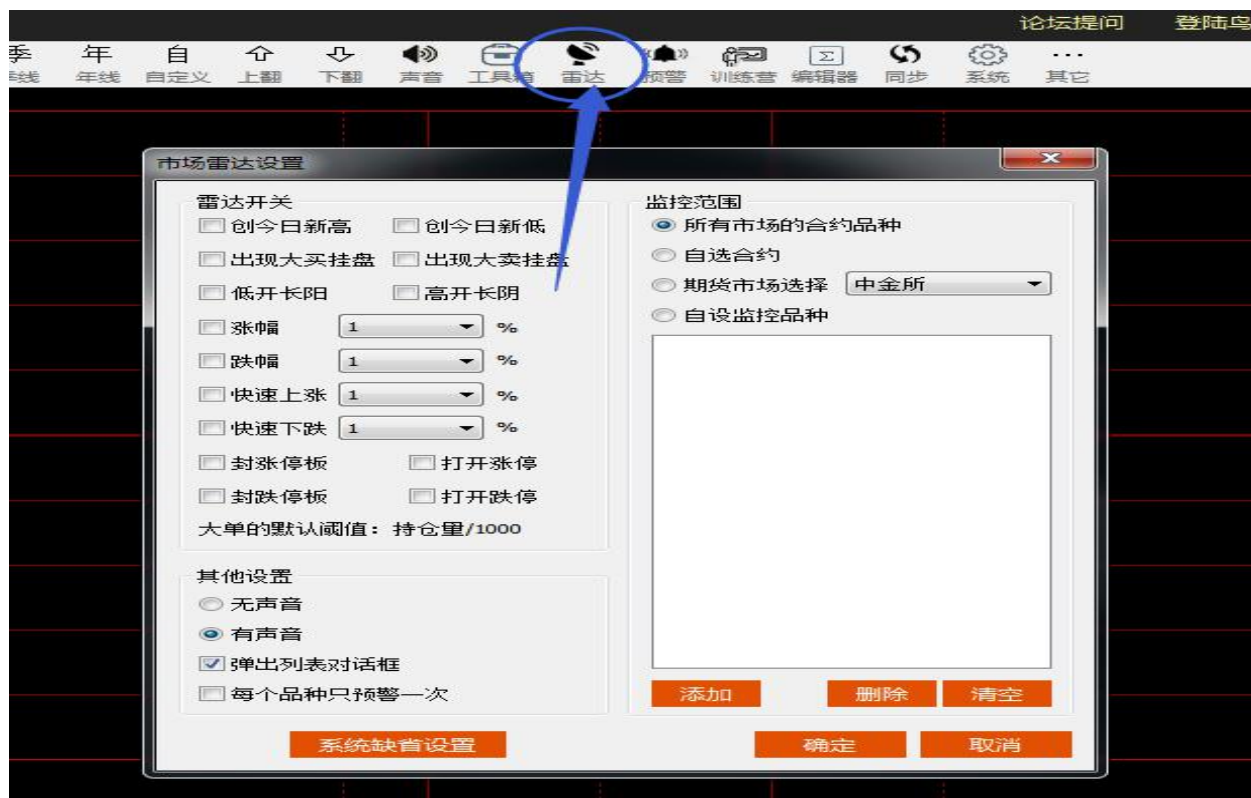 论坛提问 登陆鸟
季 年 自 Σ ...
年线 自定义 上翻 下翻 声音 工具箱 雷达 预警 训练营 编辑器 同步 系统 其它
市场雷达设置
雷达开关
创今日新高 创今日新低
出现大买挂盘 出现大卖挂盘
低开长阳 高开长阴
涨幅 1 %
跌幅 1 %
快速上涨 1 %
快速下跌 1 %
封涨停板 打开涨停
封跌停板 打开跌停
大单的默认阈值：持仓量/1000
其他设置
无声音
有声音
弹出列表对话框
每个品种只预警一次
监控范围
所有市场的合约品种
自选合约
期货市场选择 中金所
自设监控品种
添加 删除 清空
系统缺省设置 确定 取消